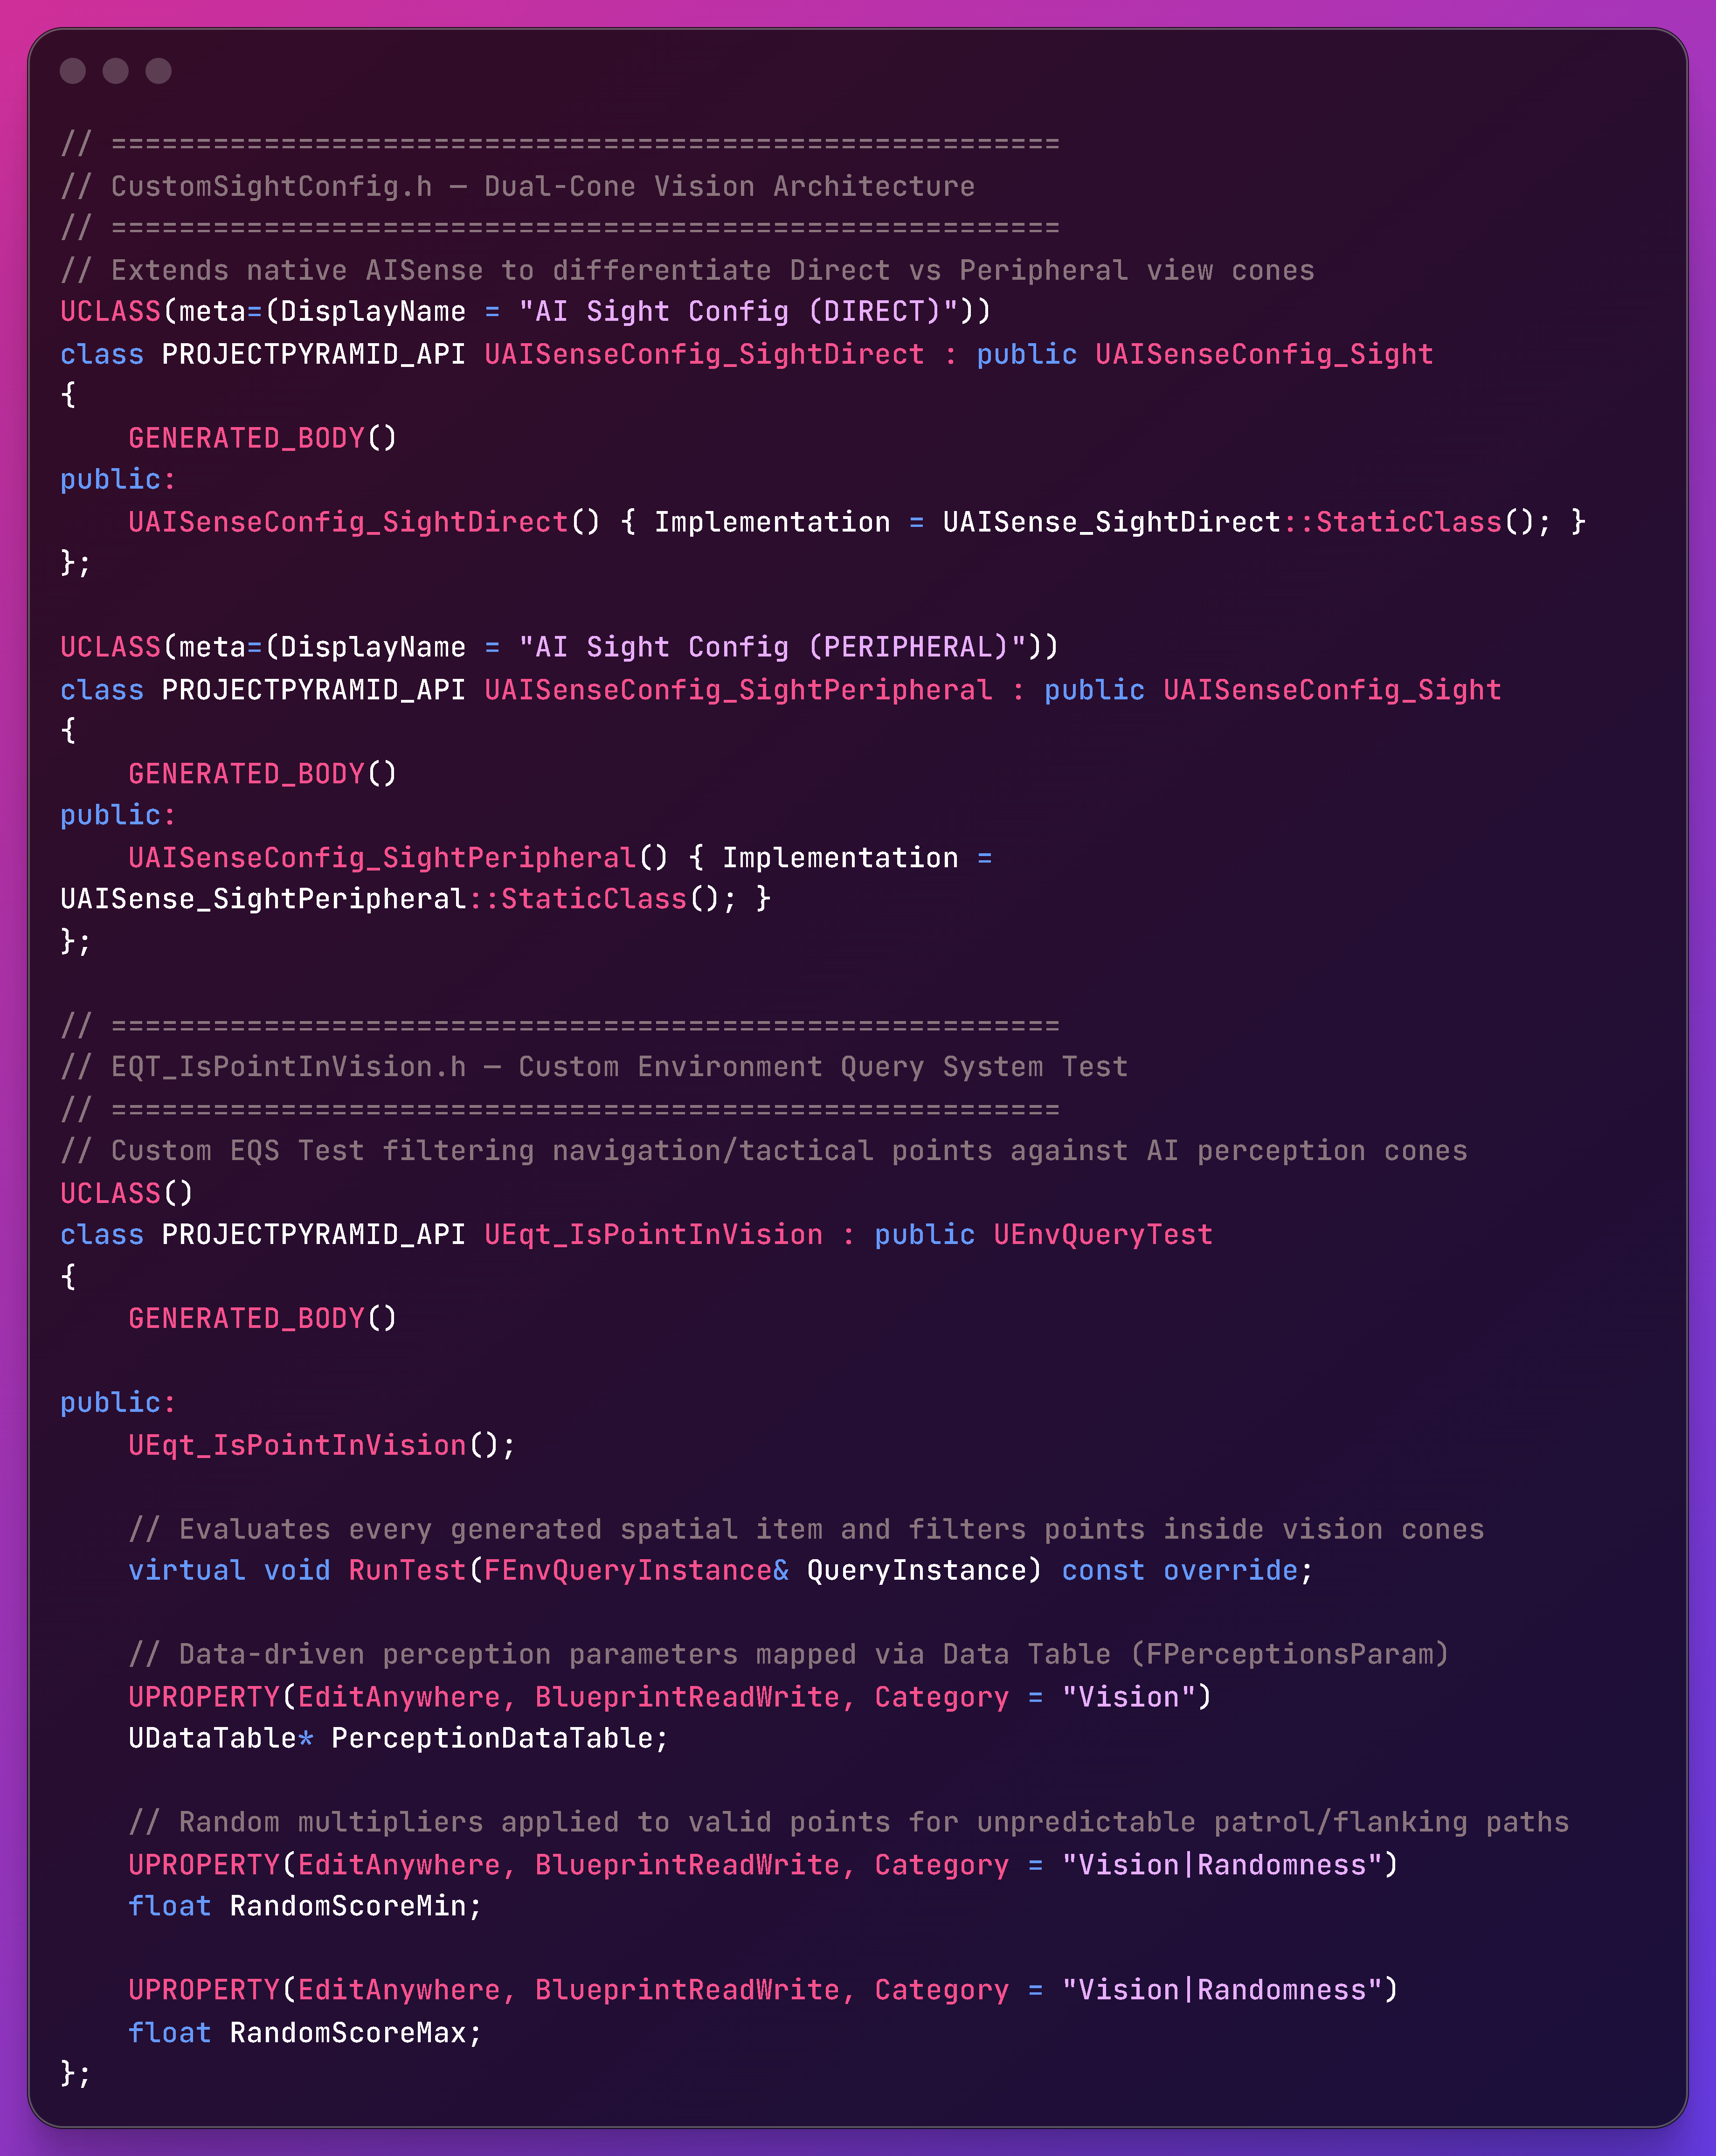 // ========================================================
// CustomSightConfig.h — Dual-Cone Vision Architecture
// ========================================================
// Extends native AISense to differentiate Direct vs Peripheral view cones
UCLASS(meta=(DisplayName = "AI Sight Config (DIRECT)"))
class PROJECTPYRAMID_API UAISenseConfig_SightDirect : public UAISenseConfig_Sight
{
    GENERATED_BODY()
public:
    UAISenseConfig_SightDirect() { Implementation = UAISense_SightDirect::StaticClass(); }
};

UCLASS(meta=(DisplayName = "AI Sight Config (PERIPHERAL)"))
class PROJECTPYRAMID_API UAISenseConfig_SightPeripheral : public UAISenseConfig_Sight
{
    GENERATED_BODY()
public:
    UAISenseConfig_SightPeripheral() { Implementation =
UAISense_SightPeripheral::StaticClass(); }
};

// ========================================================
// EQT_IsPointInVision.h — Custom Environment Query System Test
// ========================================================
// Custom EQS Test filtering navigation/tactical points against AI perception cones
UCLASS()
class PROJECTPYRAMID_API UEqt_IsPointInVision : public UEnvQueryTest
{
    GENERATED_BODY()

public:
    UEqt_IsPointInVision();

    // Evaluates every generated spatial item and filters points inside vision cones
    virtual void RunTest(FEnvQueryInstance& QueryInstance) const override;

    // Data-driven perception parameters mapped via Data Table (FPerceptionsParam)
    UPROPERTY(EditAnywhere, BlueprintReadWrite, Category = "Vision")
    UDataTable* PerceptionDataTable;

    // Random multipliers applied to valid points for unpredictable patrol/flanking paths
    UPROPERTY(EditAnywhere, BlueprintReadWrite, Category = "Vision|Randomness")
    float RandomScoreMin;

    UPROPERTY(EditAnywhere, BlueprintReadWrite, Category = "Vision|Randomness")
    float RandomScoreMax;
};